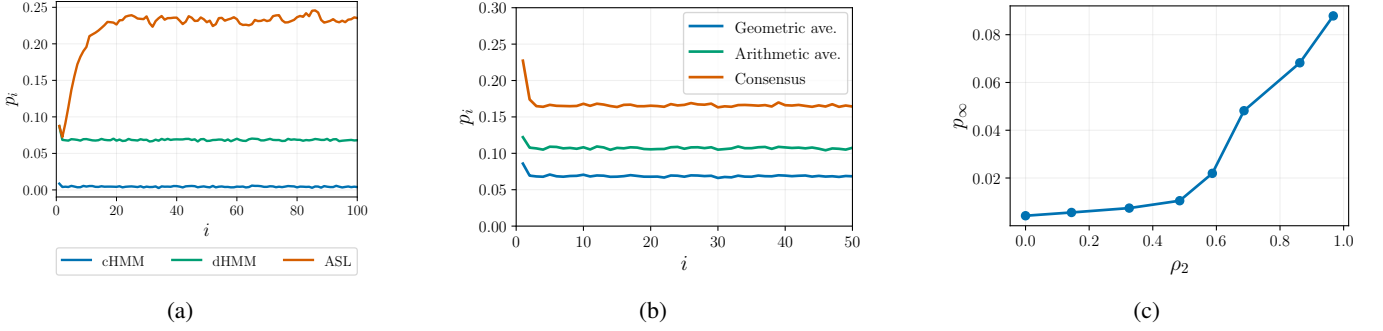 0.25
0.20
0.15
0.10
0.05
0.00
p_i
0 20 40 60 80 100
i
cHMM dHMM ASL
(a)
0.30
0.25
0.20
0.15
0.10
0.05
0.00
p_i
Geometric ave.
Arithmetic ave.
Consensus
0 10 20 30 40 50
i
(b)
0.08
0.06
0.04
0.02
p_∞
0.0 0.2 0.4 0.6 0.8 1.0
ρ_2
(c)